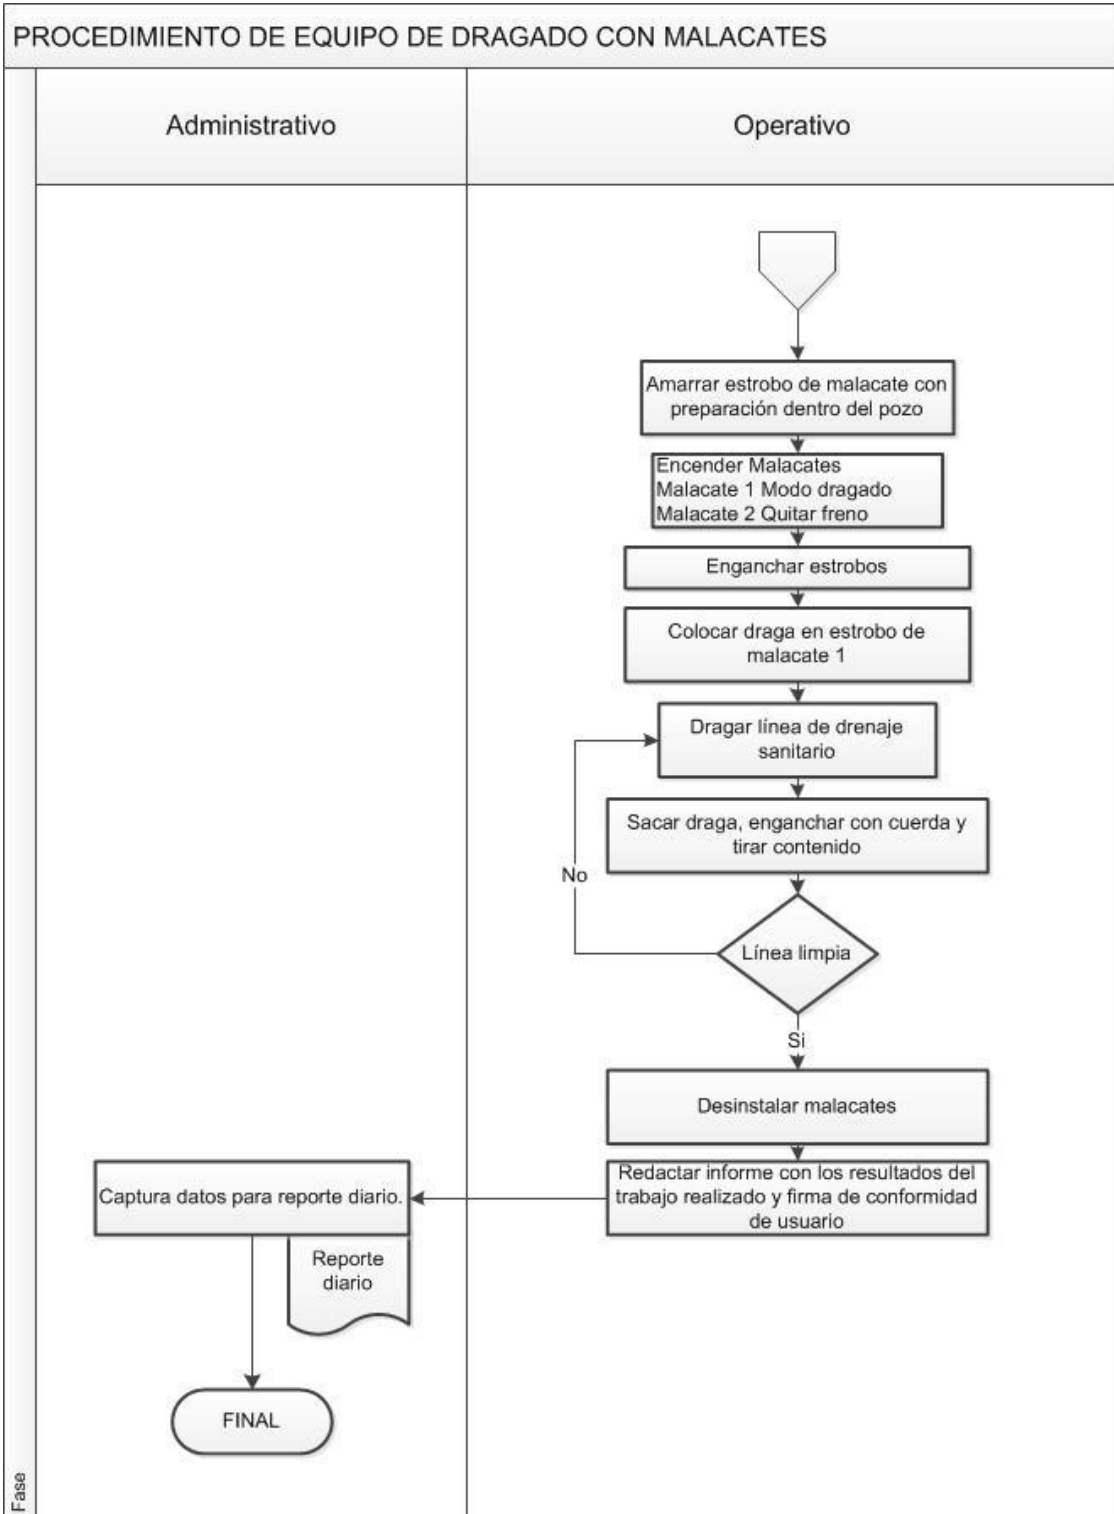 PROCEDIMIENTO DE EQUIPO DE DRAGADO CON MALACATES
Administrativo
Operativo
Amarrar estrobo de malacate con
preparación dentro del pozo
Encender Malacates
Malacate 1 Modo dragado
Malacate 2 Quitar freno
Enganchar estrobos
Colocar draga en estrobo de
malacate 1
Dragar línea de drenaje
sanitario
Sacar draga, enganchar con cuerda y
tirar contenido
No
Línea limpia
Si
Desinstalar malacates
Redactar informe con los resultados del
trabajo realizado y firma de conformidad
de usuario
Captura datos para reporte diario.
Reporte
diario
FINAL
Fase